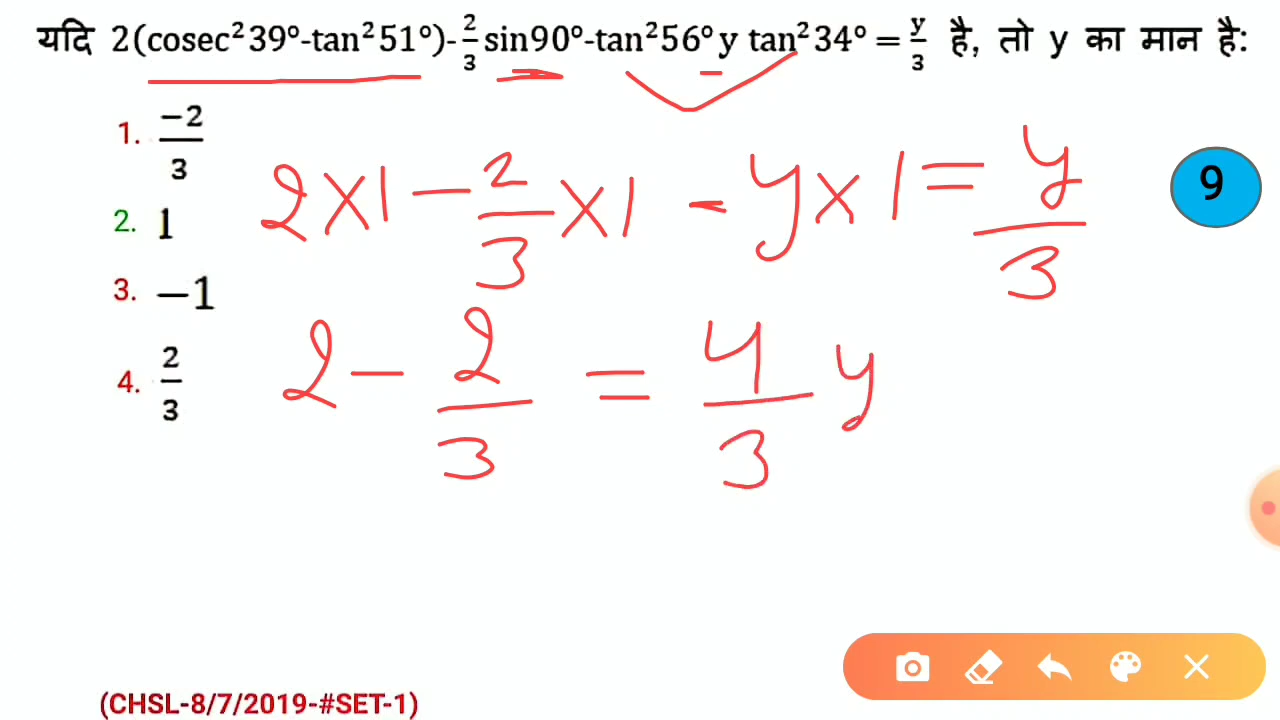 यदि 2(cosec²39°-tan²51°)-2/3 sin90°-tan²56° y tan²34° = y/3 है, तो y का मान है:
1. -2/3
2. 1
3. -1
4. 2/3
2 × 1 - 2/3 × 1 - y × 1 = y/3
9
2 - 2/3 = 4/3 y
(CHSL-8/7/2019-#SET-1)